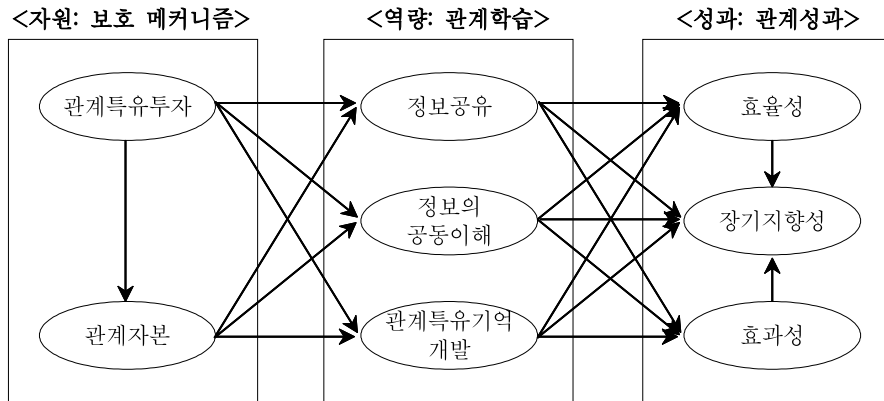 <자원: 보호 메커니즘>
<역량: 관계학습>
<성과: 관계성과>
관계특유투자
정보공유
효율성
정보의
공동이해
장기지향성
관계자본
관계특유기억
개발
효과성